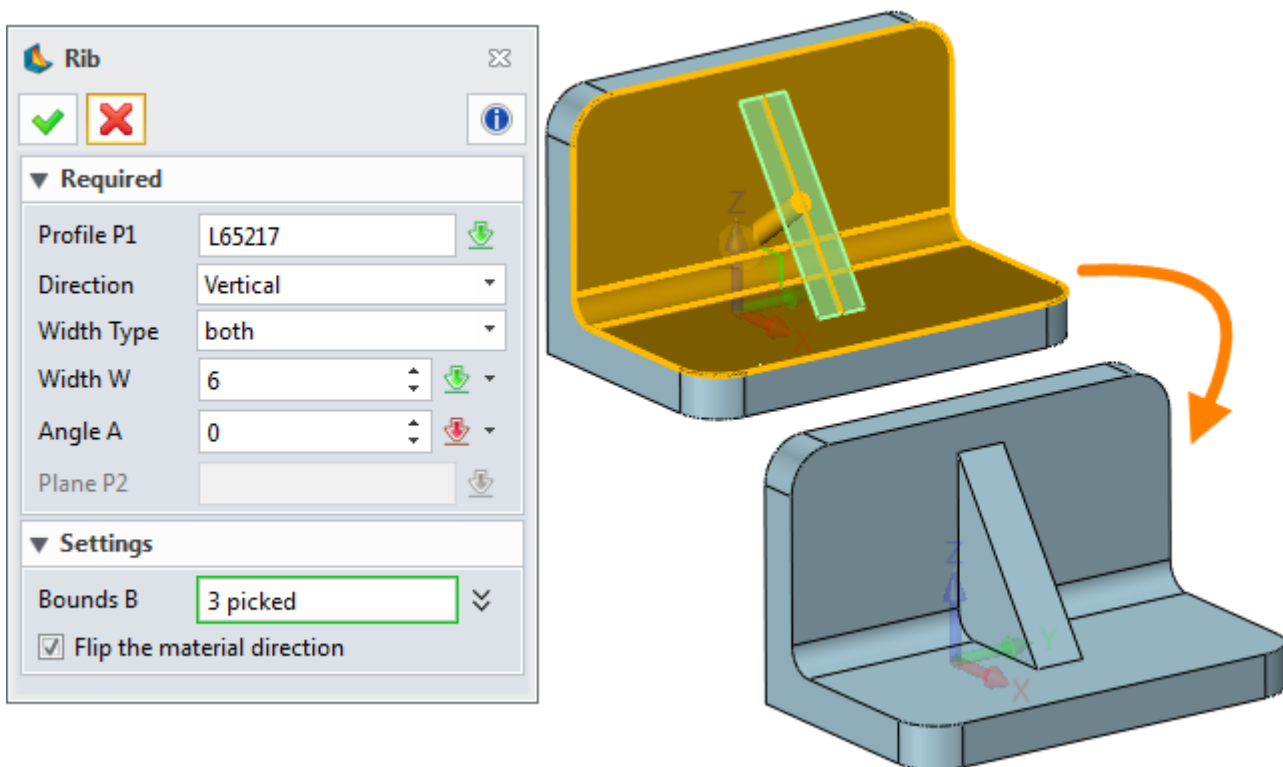 Rib
Required
Profile P1 L65217
Direction Vertical
Width Type both
Width W 6
Angle A 0
Plane P2
Settings
Bounds B 3 picked
Flip the material direction
Z
X
Z
Y
X